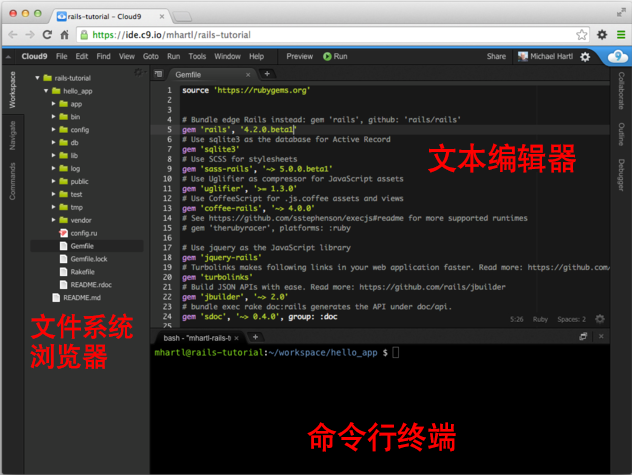 rails-tutorial - Cloud9
https://ide.c9.io/mhartl/rails-tutorial
Cloud9 File Edit Find View Goto Run Tools Window Help Preview Run Share Michael Hartl
Workspace
Navigate
Commands
rails-tutorial
hello_app
app
bin
config
db
lib
log
public
test
tmp
vendor
config.ru
Gemfile
Gemfile.lock
Rakefile
README.rdoc
README.md
文件系统
浏览器
Gemfile
1 source 'https://rubygems.org'
2
3
4 # Bundle edge Rails instead: gem 'rails', github: 'rails/rails'
5 gem 'rails', '4.2.0.beta1'
6 # Use sqlite3 as the database for Active Record
7 gem 'sqlite3'
8 # Use SCSS for stylesheets
9 gem 'sass-rails', '~> 5.0.0.beta1'
10 # Use Uglifier as compressor for JavaScript assets
11 gem 'uglifier', '>= 1.3.0'
12 # Use CoffeeScript for .js.coffee assets and views
13 gem 'coffee-rails', '~> 4.0.0'
14 # See https://github.com/sstephenson/execjs#readme for more supported runtimes
15 # gem 'therubyracer', platforms: :ruby
16
17 # Use jquery as the JavaScript library
18 gem 'jquery-rails'
19 # Turbolinks makes following links in your web application faster. Read more: https://github.com/
20 gem 'turbolinks'
21 # Build JSON APIs with ease. Read more: https://github.com/rails/jbuilder
22 gem 'jbuilder', '~> 2.0'
23 # bundle exec rake doc:rails generates the API under doc/api.
24 gem 'sdoc', '~> 0.4.0', group: :doc
25
文本编辑器
5:26 Ruby Spaces: 2
Collaborate
Outline
Debugger
bash - "mhartl-rails-t
mhartl@rails-tutorial:~/workspace/hello_app $
命令行终端